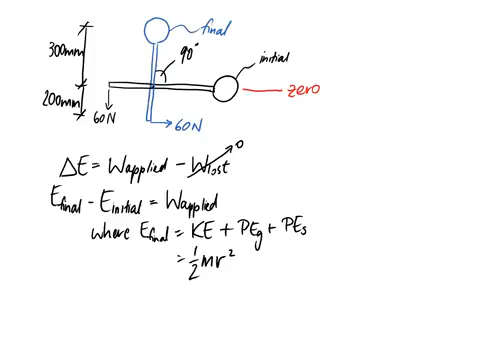 final
300mm
90°
initial
zero
200mm
60N
60N
ΔE = Wapplied - Wlost 0
Efinal - Einitial = Wapplied
where Efinal = KE + PEg + PEs
= 1/2 mv²